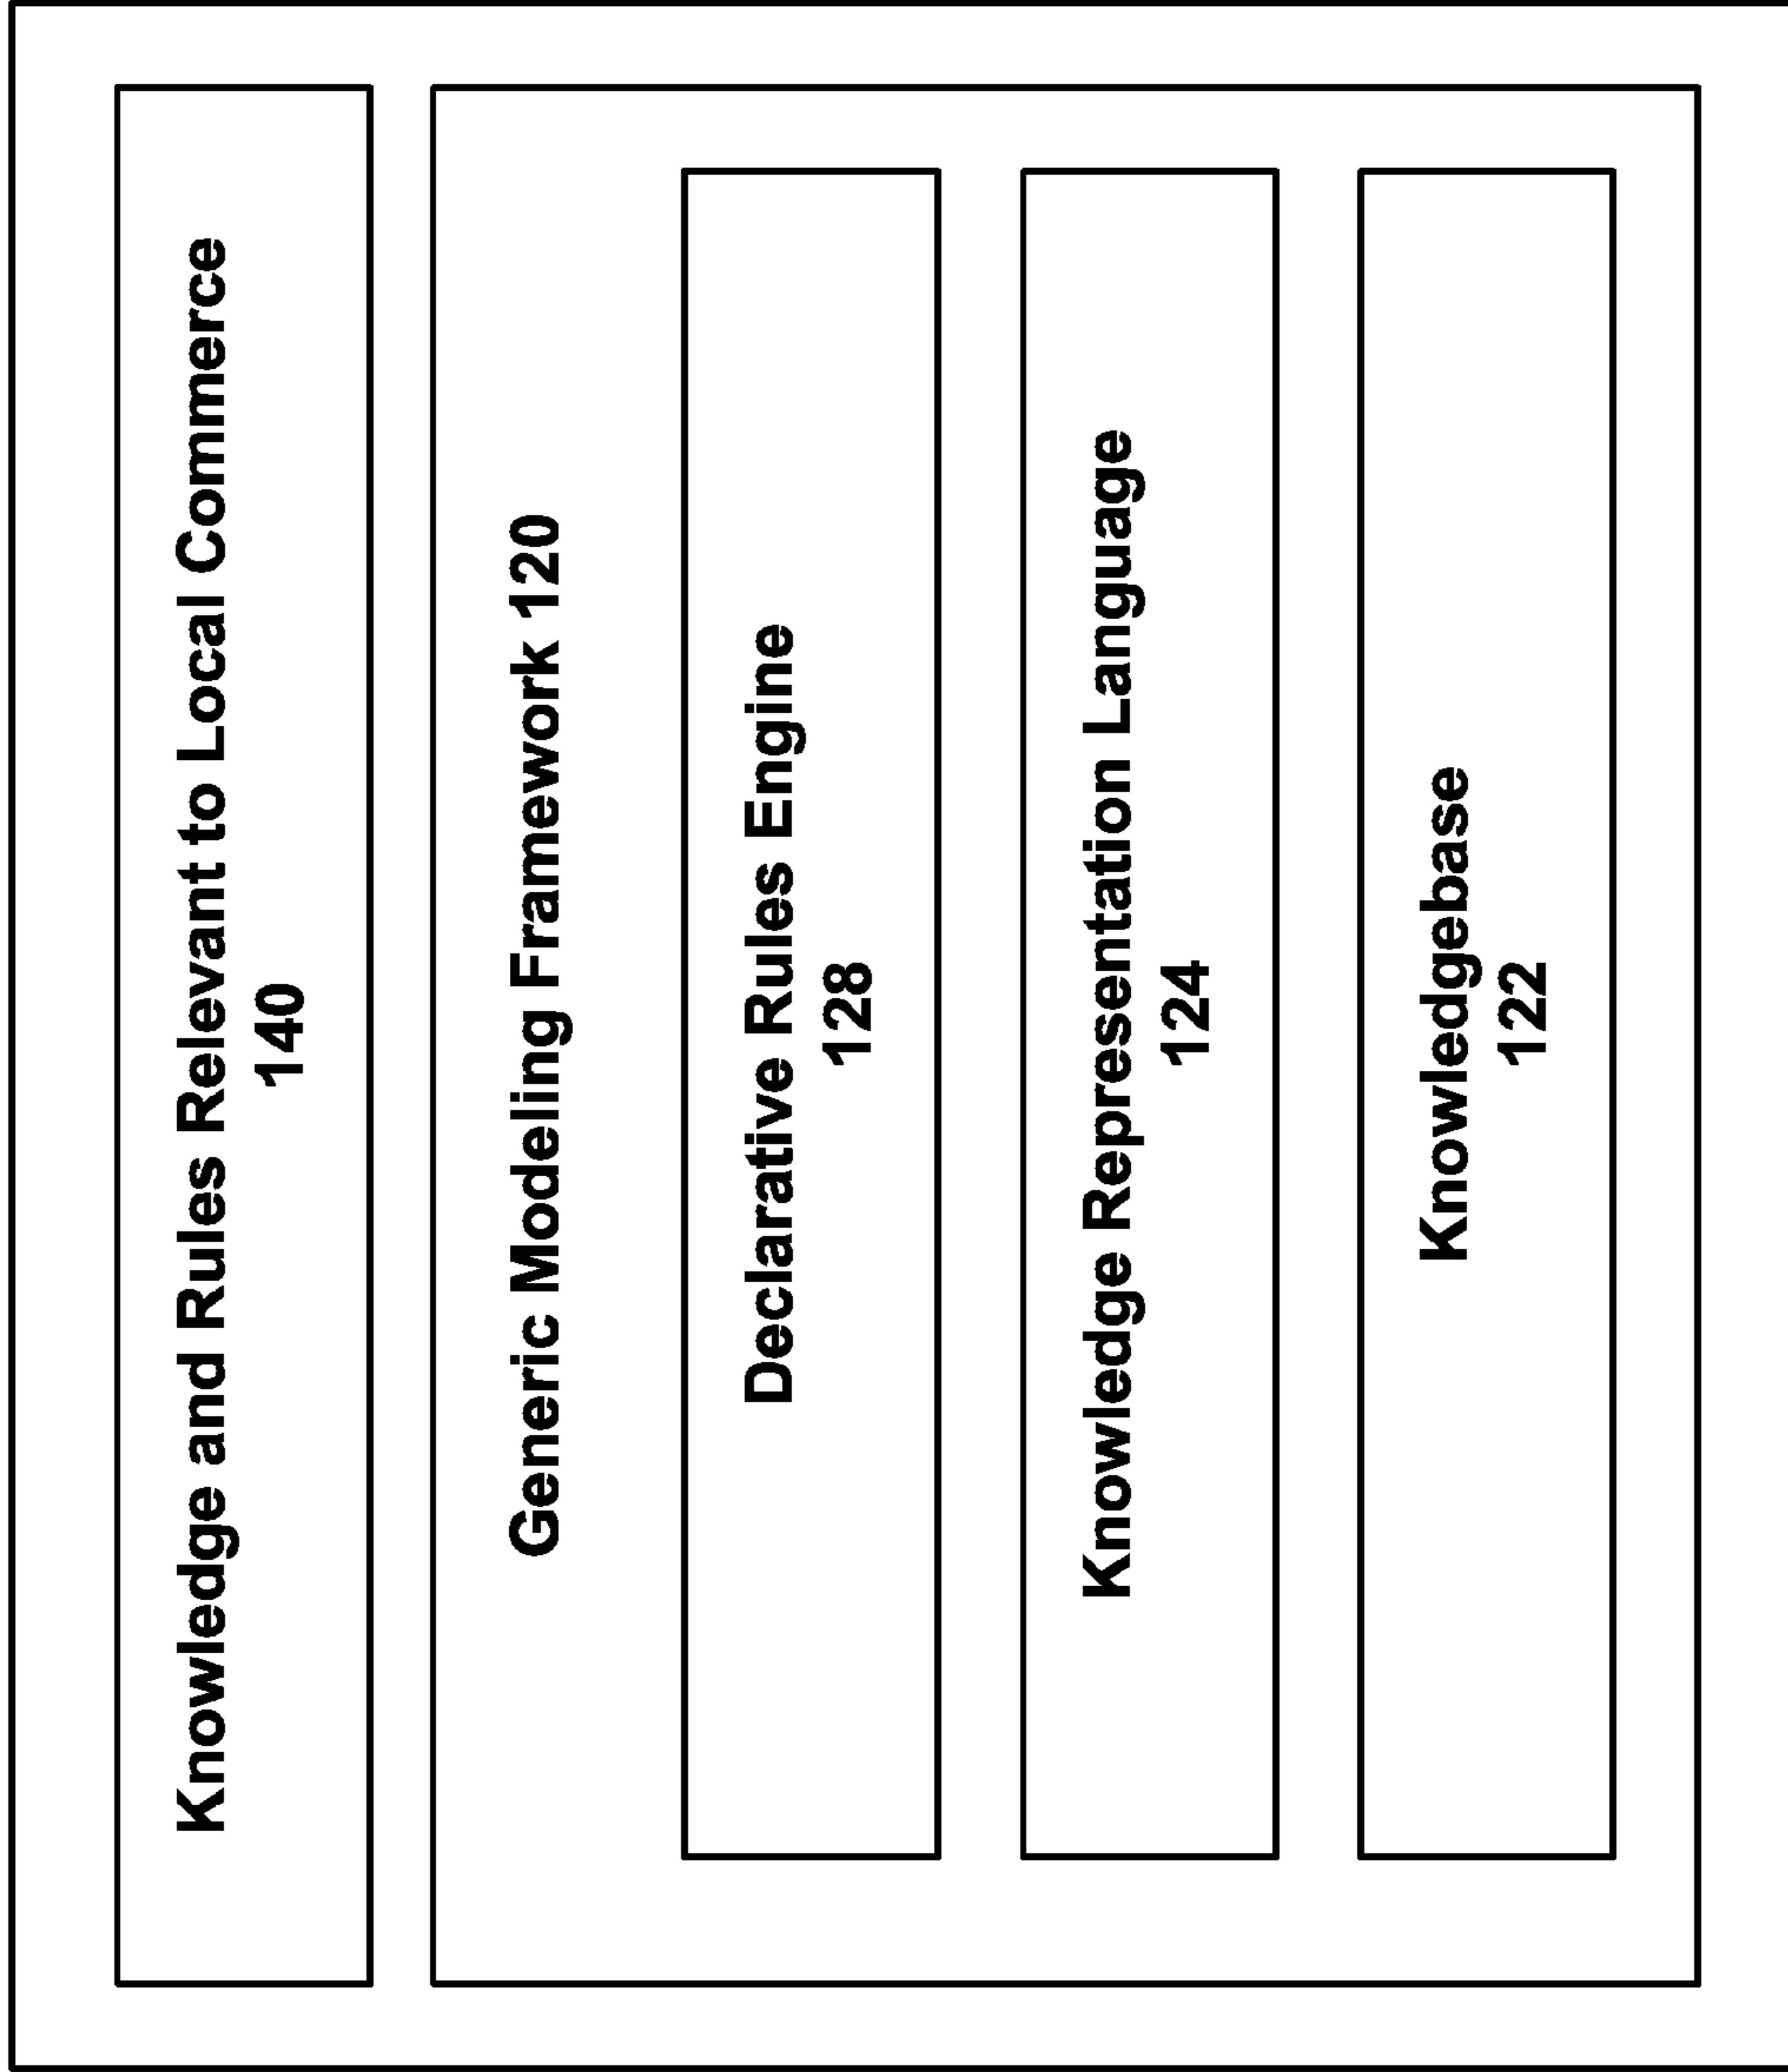 Knowledge and Rules Relevant to Local Commerce
140
Generic Modeling Framework 120
Declarative Rules Engine
128
Knowledge Representation Language
124
Knowledgebase
122